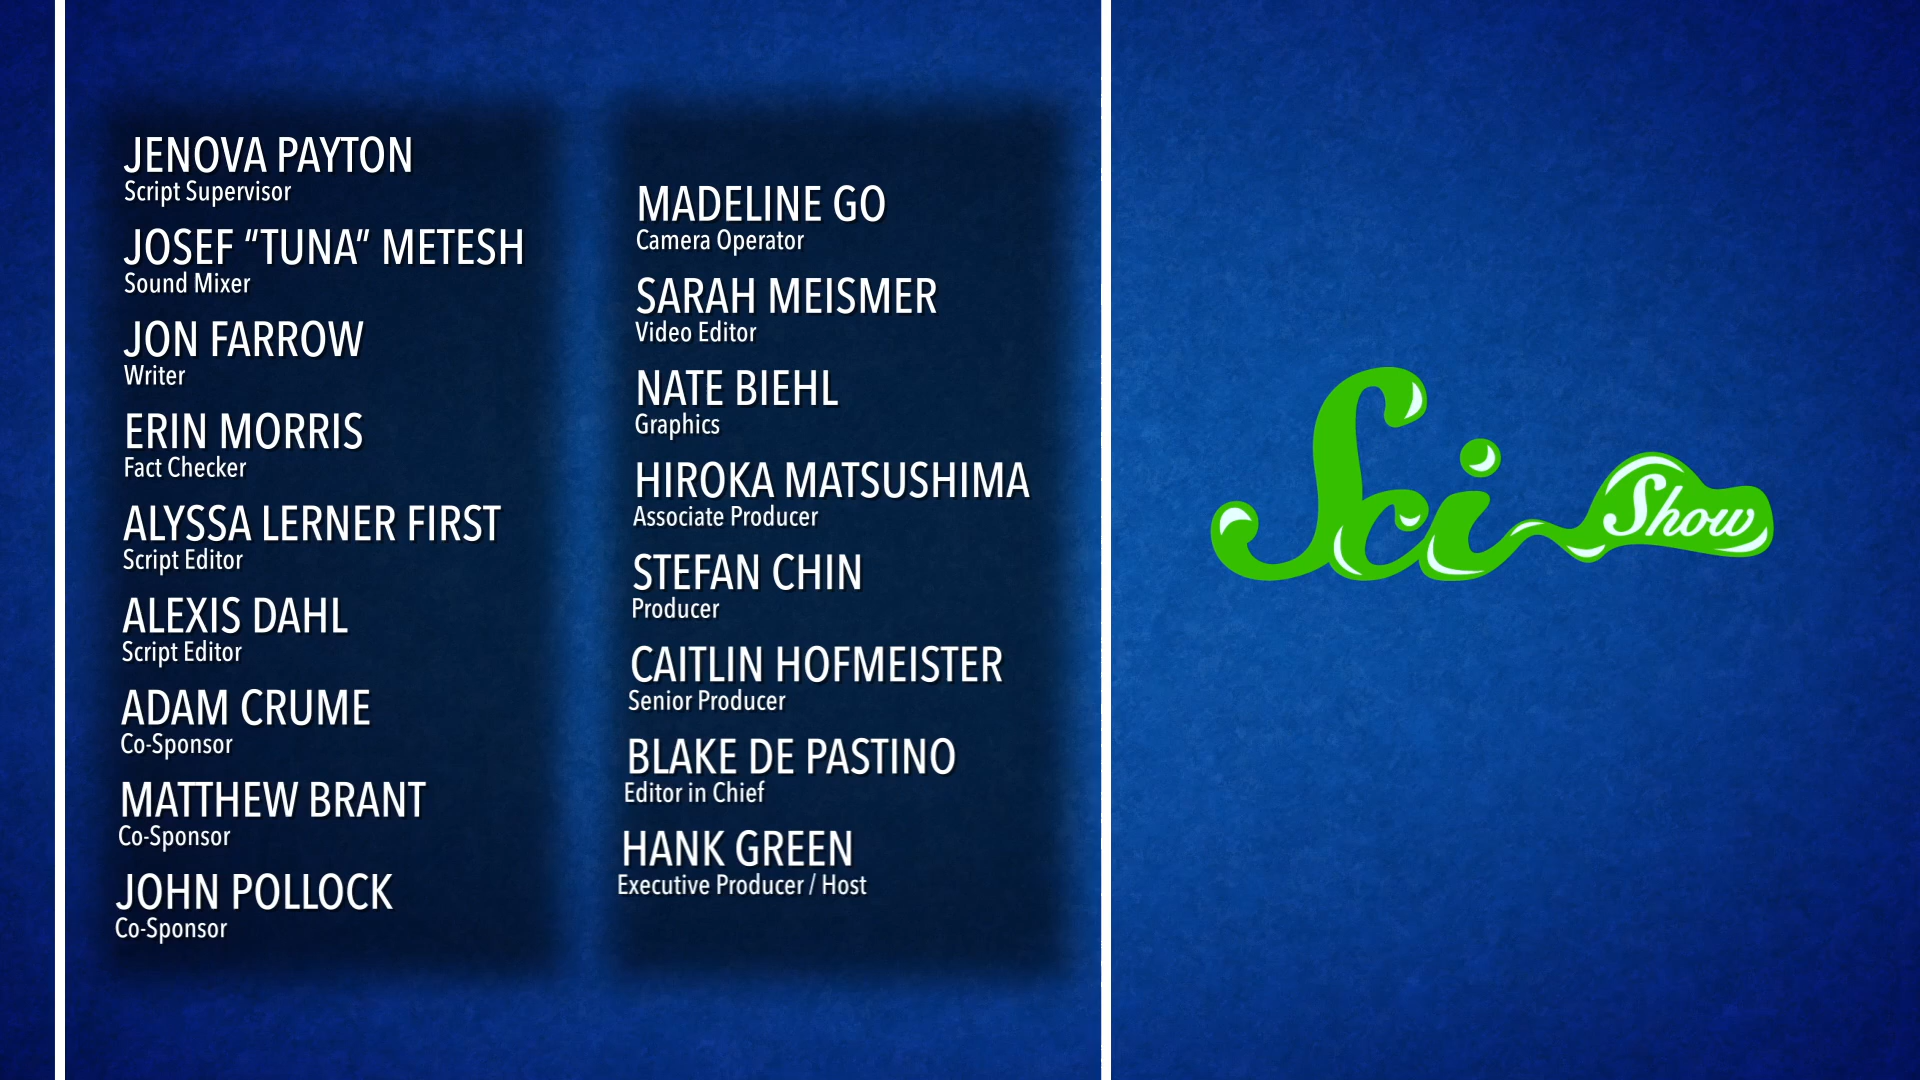 JENOVA PAYTON
Script Supervisor
JOSEF “TUNA” METESH
Sound Mixer
JON FARROW
Writer
ERIN MORRIS
Fact Checker
ALYSSA LERNER FIRST
Script Editor
ALEXIS DAHL
Script Editor
ADAM CRUME
Co-Sponsor
MATTHEW BRANT
Co-Sponsor
JOHN POLLOCK
Co-Sponsor
MADELINE GO
Camera Operator
SARAH MEISMER
Video Editor
NATE BIEHL
Graphics
HIROKA MATSUSHIMA
Associate Producer
STEFAN CHIN
Producer
CAITLIN HOFMEISTER
Senior Producer
BLAKE DE PASTINO
Editor in Chief
HANK GREEN
Executive Producer / Host
Sci Show